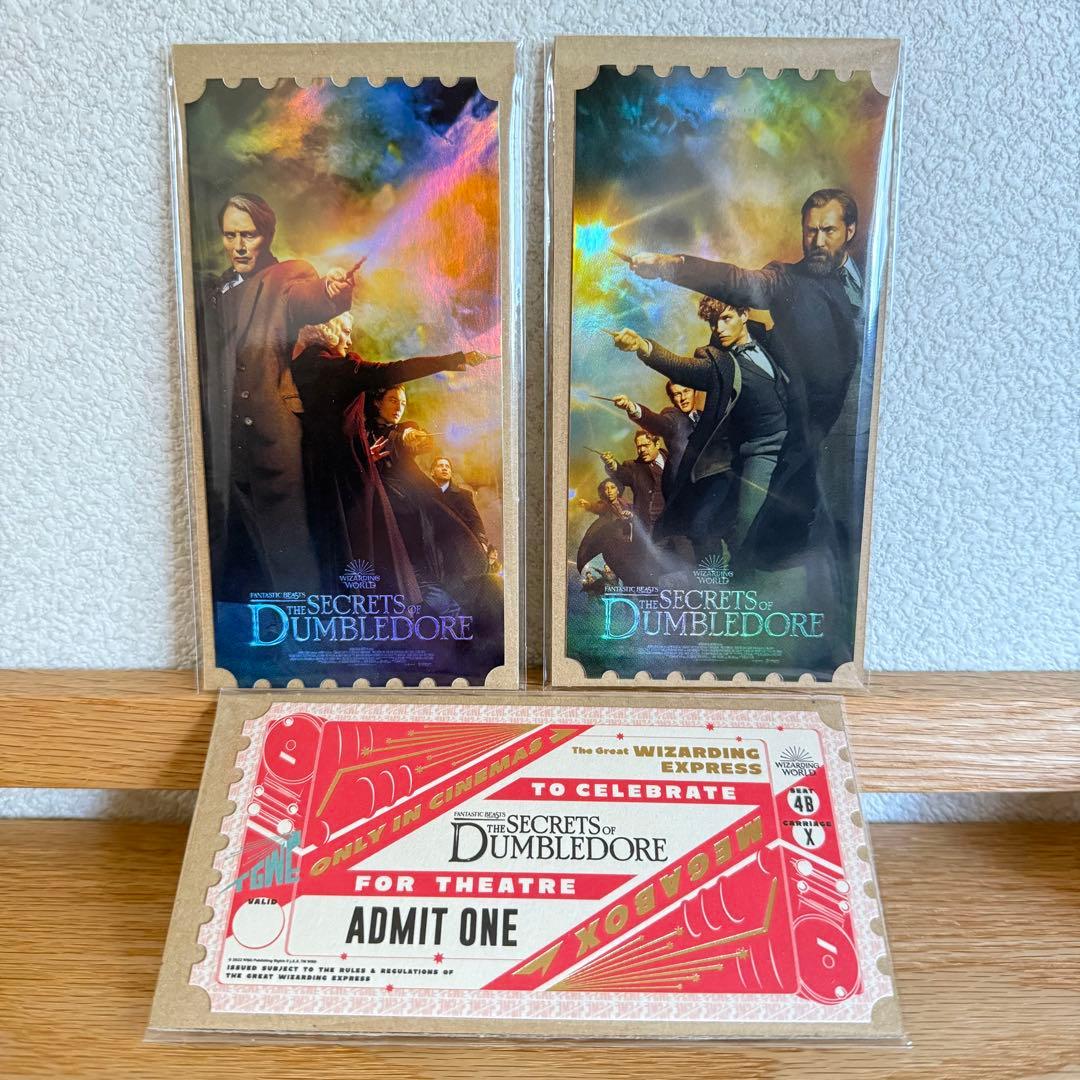 WIZARDING
WORLD
FANTASTIC BEASTS
THE SECRETS OF
DUMBLEDORE
WIZARDING
WORLD
FANTASTIC BEASTS
THE SECRETS OF
DUMBLEDORE
ONLY IN CINEMAS
The Great WIZARDING
EXPRESS
WIZARDING
WORLD
TO CELEBRATE
SEAT
4B
CARRIAGE
X
FANTASTIC BEASTS
THE SECRETS OF
DUMBLEDORE
MEGABOX
TGWE
FOR THEATRE
VALID
ADMIT ONE
ISSUED SUBJECT TO THE RULES & REGULATIONS OF
THE GREAT WIZARDING EXPRESS